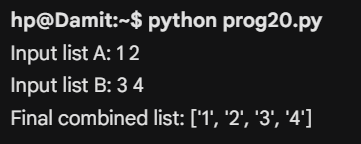 hp@Damit:~$ python prog20.py
Input list A: 1 2
Input list B: 3 4
Final combined list: ['1', '2', '3', '4']